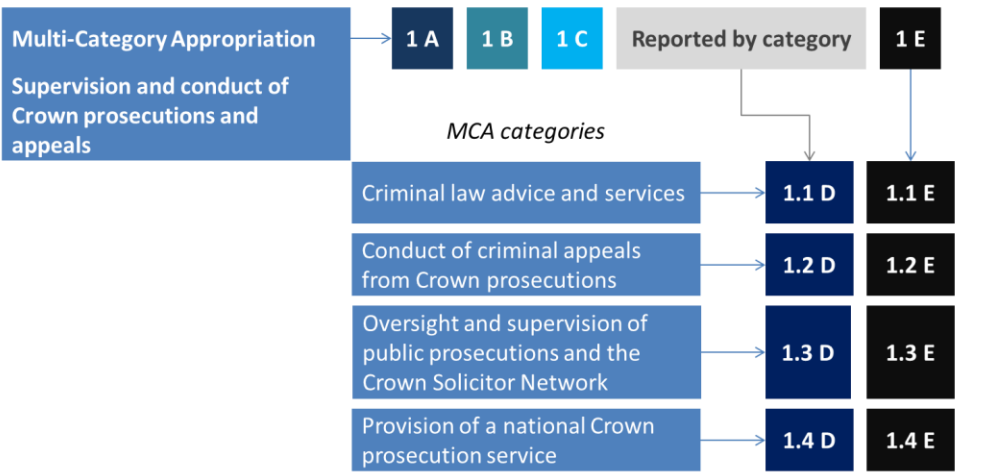 Multi-Category Appropriation
Supervision and conduct of
Crown prosecutions and
appeals
1 A
1 B
1 C
Reported by category
1 E
MCA categories
Criminal law advice and services
1.1 D
1.1 E
Conduct of criminal appeals
from Crown prosecutions
1.2 D
1.2 E
Oversight and supervision of
public prosecutions and the
Crown Solicitor Network
1.3 D
1.3 E
Provision of a national Crown
prosecution service
1.4 D
1.4 E